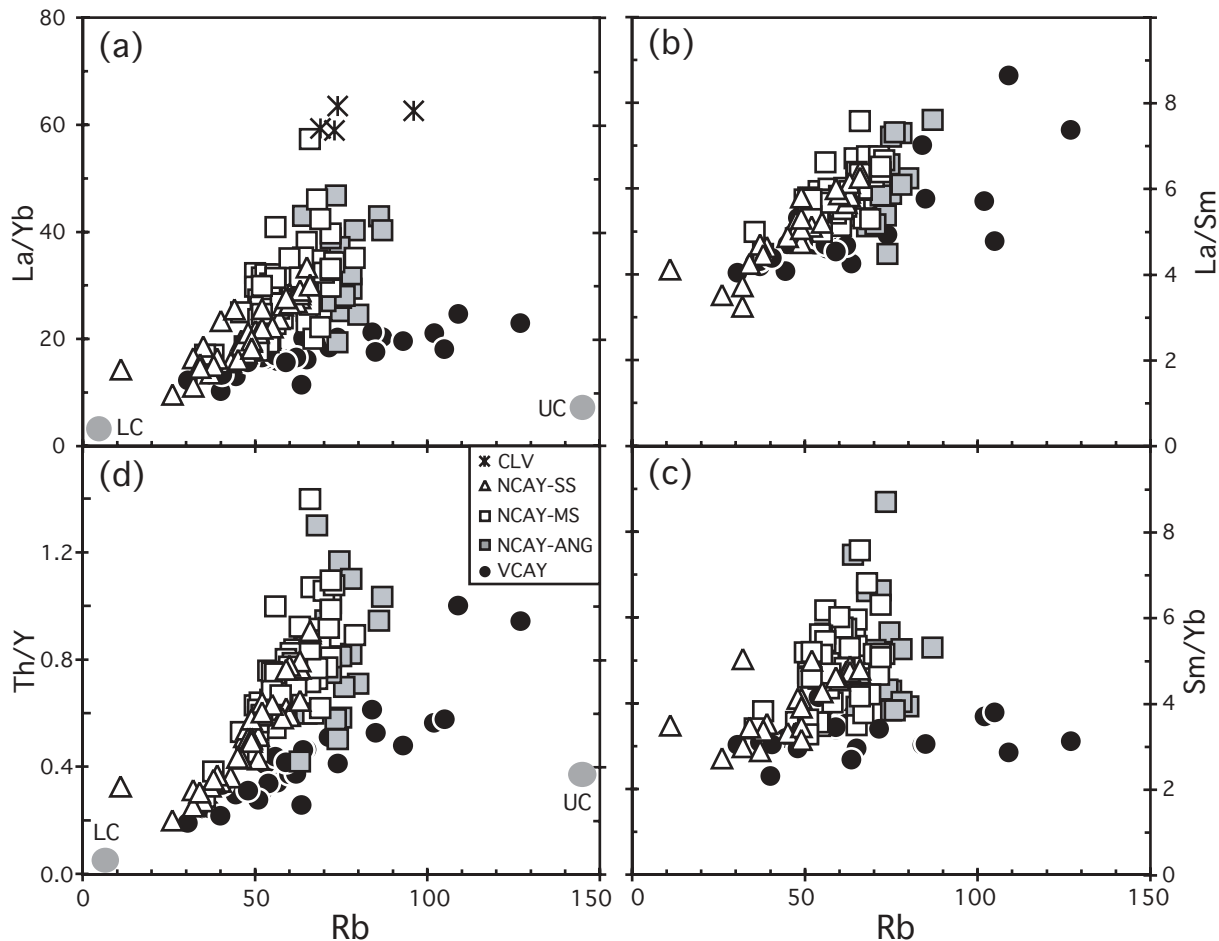 80
(a)
(b)
8
60
6
La/Yb
La/Sm
40
4
20
2
UC
LC
0
0
(d)
CLV
NCAY-SS
NCAY-MS
NCAY-ANG
VCAY
(c)
1.2
8
0.8
6
Th/Y
Sm/Yb
4
0.4
UC
2
LC
0.0
0
0
50
100
150
0
50
100
150
Rb
Rb